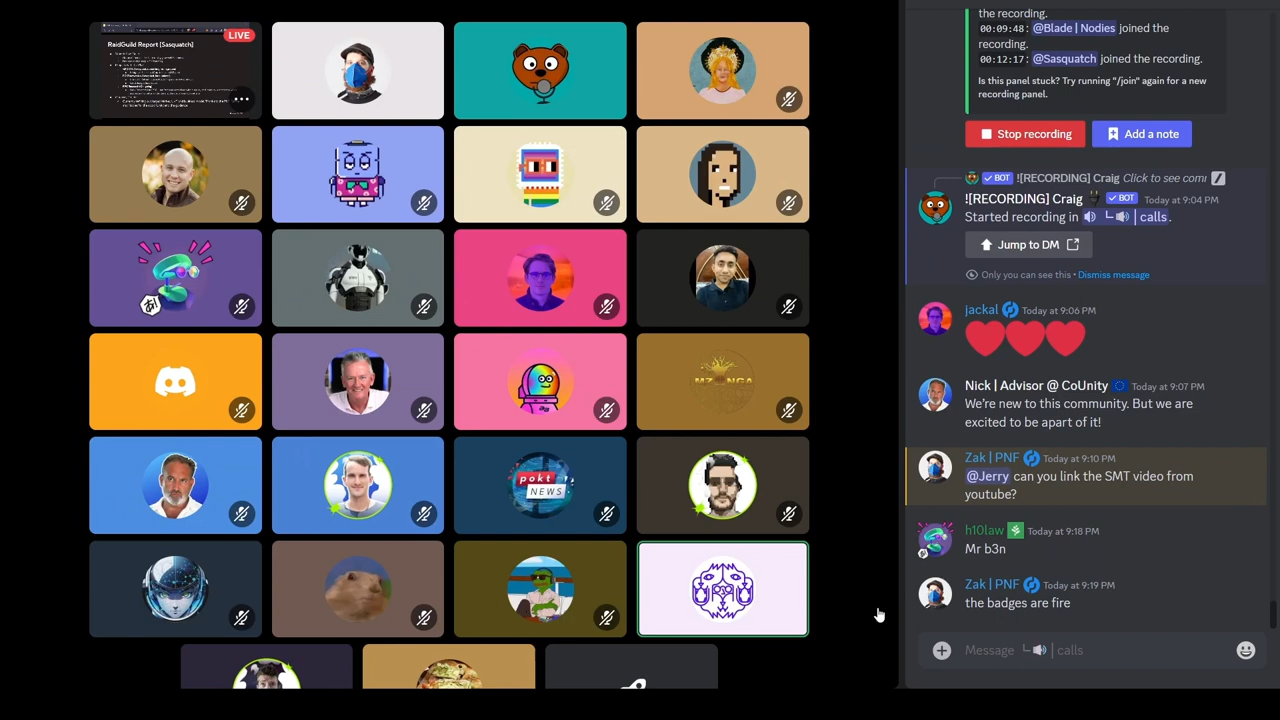 LIVE
RaidGuild Report [Sasquatch]
MZONGA
pokt
NEWS
the recording.
00:09:48: @Blade | Nodies joined the
recording.
00:12:17: @Sasquatch joined the recording.
Is this panel stuck? Try running "/join" again for a new
recording panel.
Stop recording
Add a note
BOT ![RECORDING] Craig Click to see com
![RECORDING] Craig BOT Today at 9:04 PM
Started recording in calls.
Jump to DM
Only you can see this • Dismiss message
jackal Today at 9:06 PM
Nick | Advisor @ CoUnity Today at 9:07 PM
We're new to this community. But we are
excited to be apart of it!
Zak | PNF Today at 9:10 PM
@Jerry can you link the SMT video from
youtube?
h10law Today at 9:18 PM
Mr b3n
Zak | PNF Today at 9:19 PM
the badges are fire
Message calls